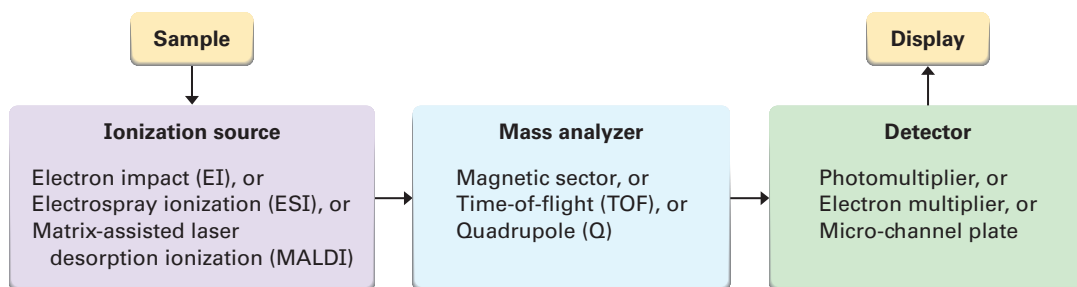 Sample
Display
Ionization source
Electron impact (EI), or
Electrospray ionization (ESI), or
Matrix-assisted laser
desorption ionization (MALDI)
Mass analyzer
Magnetic sector, or
Time-of-flight (TOF), or
Quadrupole (Q)
Detector
Photomultiplier, or
Electron multiplier, or
Micro-channel plate